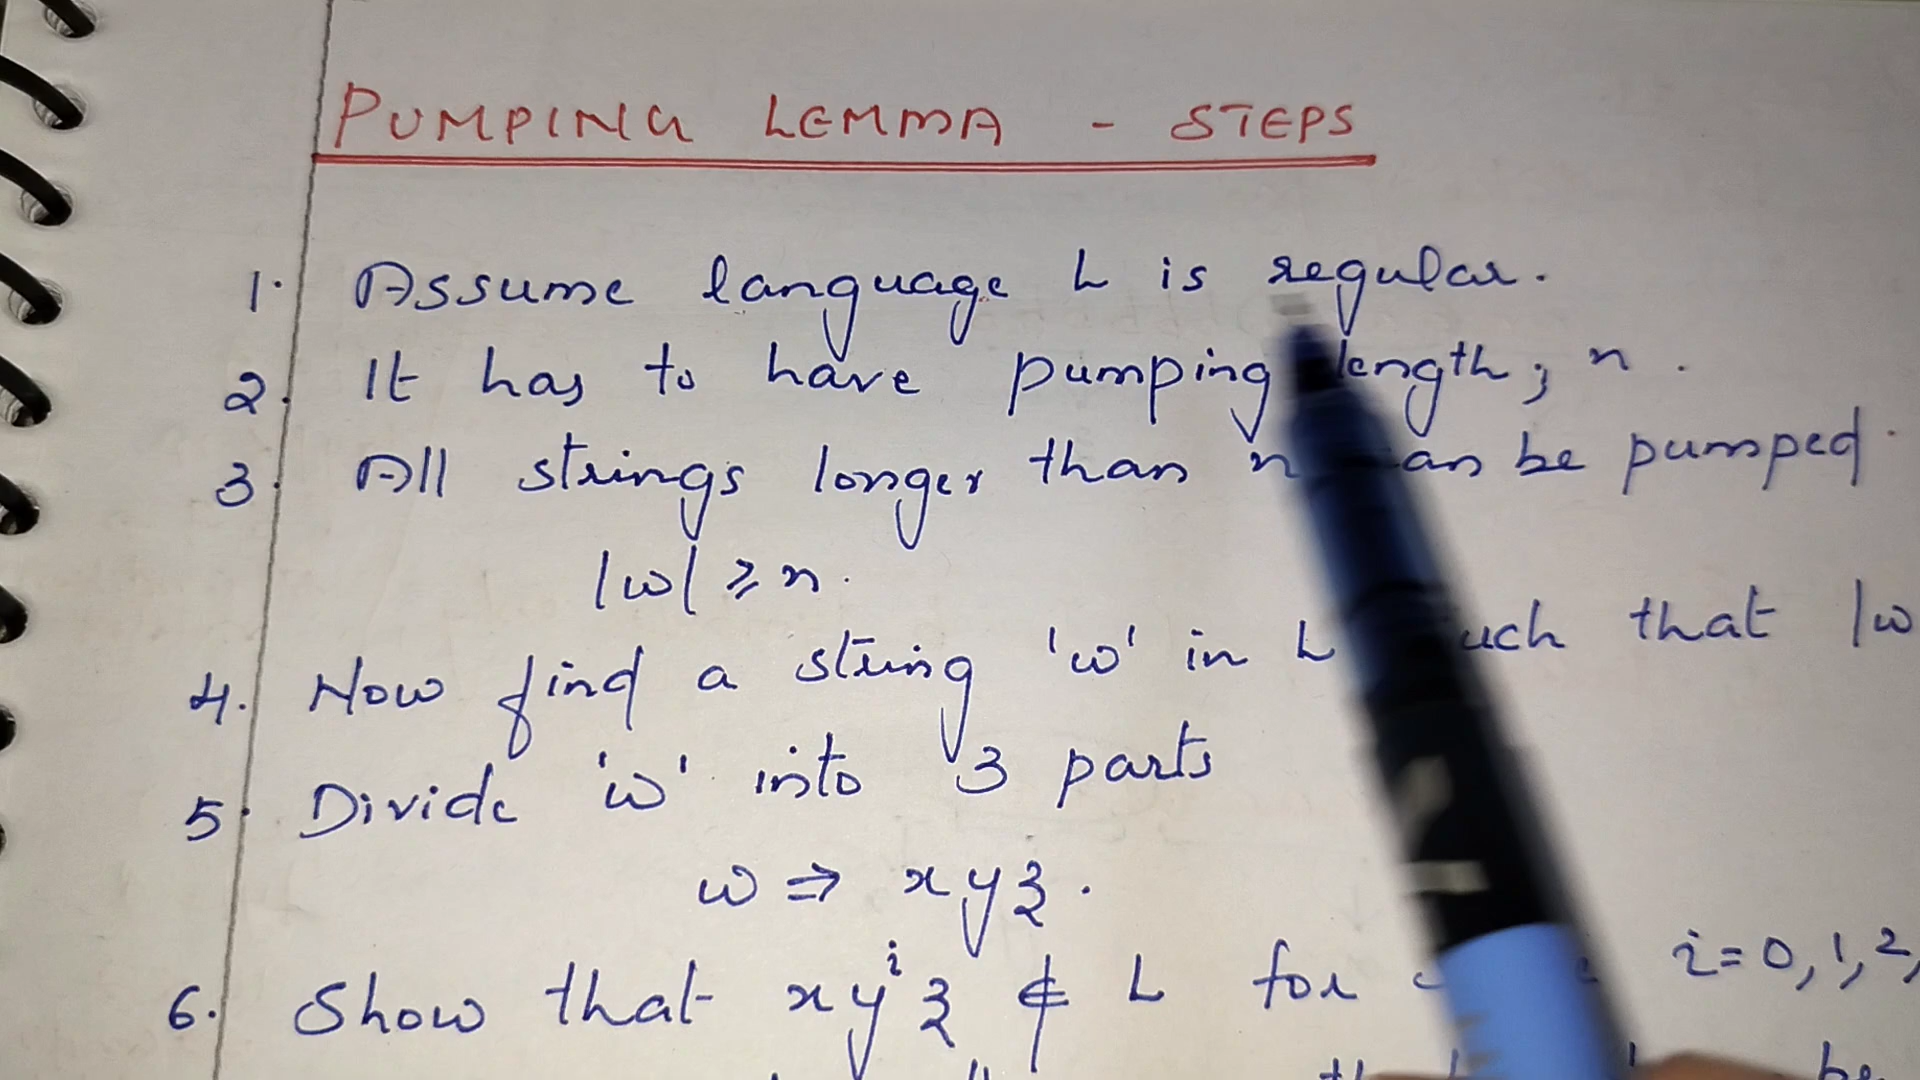 PUMPING LEMMA - STEPS
1. Assume language L is regular.
2. It has to have pumping length, n.
3. All strings longer than n can be pumped.
|w| ≥ n.
4. Now find a string 'w' in L such that |w
5. Divide 'w' into 3 parts
w ⇒ xyz.
6. Show that xyⁱz ∉ L for i=0,1,2,
be